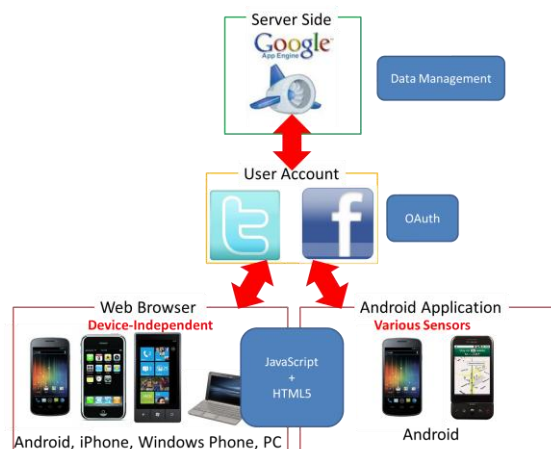 Server Side
Google
App Engine
Data Management
User Account
t
f
OAuth
Web Browser
Device-Independent
Android Application
Various Sensors
JavaScript
+
HTML5
Android, iPhone, Windows Phone, PC
Android